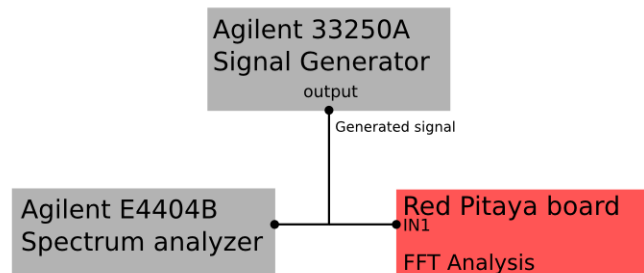 Agilent 33250A
Signal Generator
output
Generated signal
Agilent E4404B
Spectrum analyzer
Red Pitaya board
IN1
FFT Analysis